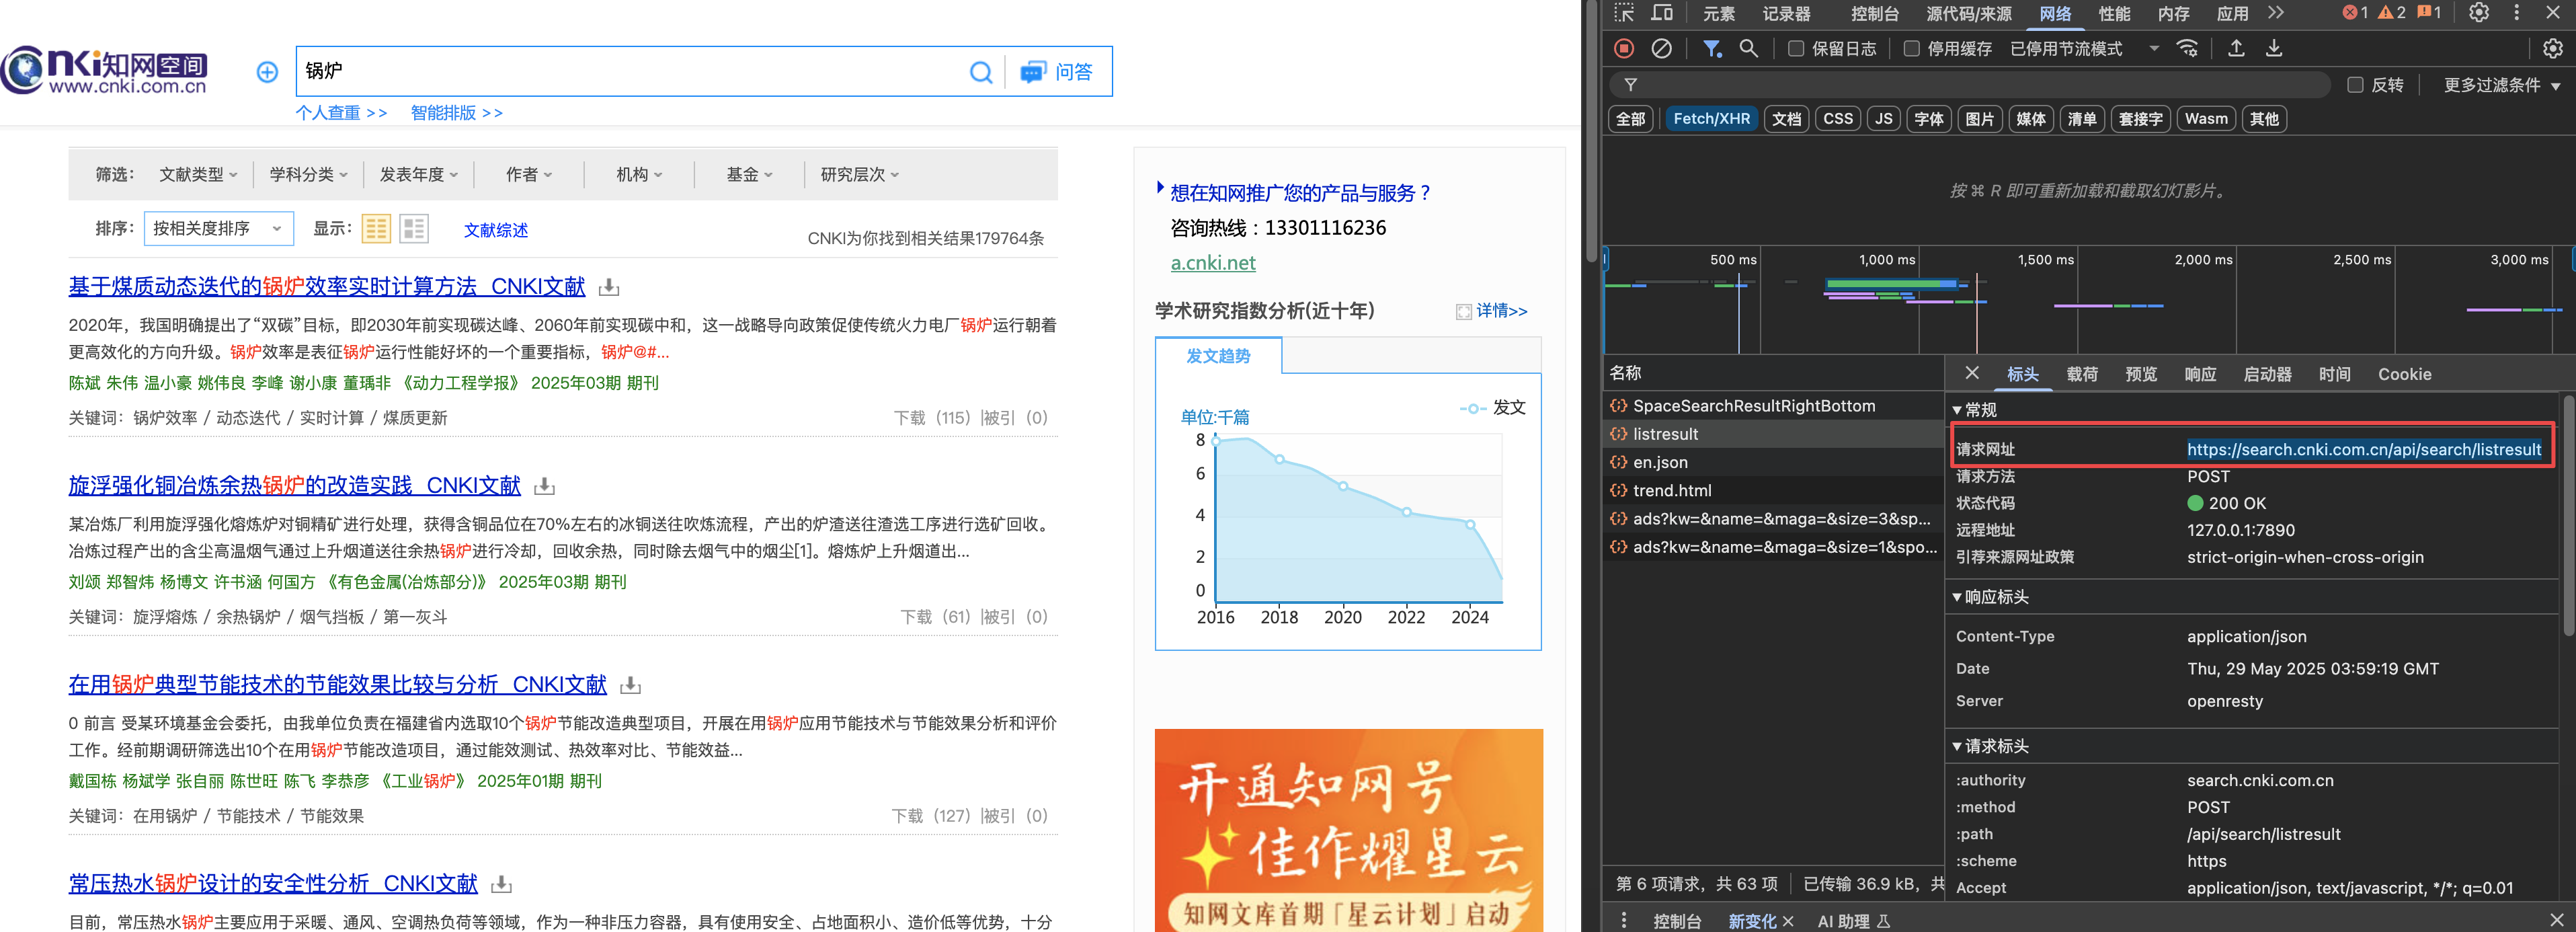 cnki知网空间
www.cnki.com.cn
锅炉
问答
个人查重 >>
智能排版 >>
筛选：
文献类型
学科分类
发表年度
作者
机构
基金
研究层次
排序：
按相关度排序
显示：
文献综述
CNKI为你找到相关结果179764条
基于煤质动态迭代的锅炉效率实时计算方法 CNKI文献
2020年，我国明确提出了“双碳”目标，即2030年前实现碳达峰、2060年前实现碳中和，这一战略导向政策促使传统火力电厂锅炉运行朝着
更高效化的方向升级。锅炉效率是表征锅炉运行性能好坏的一个重要指标，锅炉@#...
陈斌 朱伟 温小豪 姚伟良 李峰 谢小康 董瑀非 《动力工程学报》 2025年03期 期刊
关键词：锅炉效率 / 动态迭代 / 实时计算 / 煤质更新
下载（115）|被引（0）
旋浮强化铜冶炼余热锅炉的改造实践 CNKI文献
某冶炼厂利用旋浮强化熔炼炉对铜精矿进行处理，获得含铜品位在70%左右的冰铜送往吹炼流程，产出的炉渣送往渣选工序进行选矿回收。
冶炼过程产出的含尘高温烟气通过上升烟道送往余热锅炉进行冷却，回收余热，同时除去烟气中的烟尘[1]。熔炼炉上升烟道出...
刘颂 郑智炜 杨博文 许书涵 何国方 《有色金属(冶炼部分)》 2025年03期 期刊
关键词：旋浮熔炼 / 余热锅炉 / 烟气挡板 / 第一灰斗
下载（61）|被引（0）
在用锅炉典型节能技术的节能效果比较与分析 CNKI文献
0 前言 受某环境基金会委托，由我单位负责在福建省内选取10个锅炉节能改造典型项目，开展在用锅炉应用节能技术与节能效果分析和评价
工作。经前期调研筛选出10个在用锅炉节能改造项目，通过能效测试、热效率对比、节能效益...
戴国栋 杨斌学 张自丽 陈世旺 陈飞 李恭彦 《工业锅炉》 2025年01期 期刊
关键词：在用锅炉 / 节能技术 / 节能效果
下载（127）|被引（0）
常压热水锅炉设计的安全性分析 CNKI文献
目前，常压热水锅炉主要应用于采暖、通风、空调热负荷等领域，作为一种非压力容器，具有使用安全、占地面积小、造价低等优势，十分
想在知网推广您的产品与服务？
咨询热线：13301116236
a.cnki.net
学术研究指数分析(近十年)
详情>>
发文趋势
单位:千篇
发文
8
6
4
2
0
2016 2018 2020 2022 2024
开通知网号
佳作耀星云
知网文库首期「星云计划」启动
元素
记录器
控制台
源代码/来源
网络
性能
内存
应用
1
2
1
保留日志
停用缓存
已停用节流模式
反转
更多过滤条件
全部
Fetch/XHR
文档
CSS
JS
字体
图片
媒体
清单
套接字
Wasm
其他
按 ⌘ R 即可重新加载和截取幻灯影片。
500 ms
1,000 ms
1,500 ms
2,000 ms
2,500 ms
3,000 ms
名称
SpaceSearchResultRightBottom
listresult
en.json
trend.html
ads?kw=&name=&maga=&size=3&sp...
ads?kw=&name=&maga=&size=1&spo...
第 6 项请求，共 63 项
已传输 36.9 kB，共
标头
载荷
预览
响应
启动器
时间
Cookie
常规
请求网址 https://search.cnki.com.cn/api/search/listresult
请求方法 POST
状态代码 200 OK
远程地址 127.0.0.1:7890
引荐来源网址政策 strict-origin-when-cross-origin
响应标头
Content-Type application/json
Date Thu, 29 May 2025 03:59:19 GMT
Server openresty
请求标头
:authority search.cnki.com.cn
:method POST
:path /api/search/listresult
:scheme https
Accept application/json, text/javascript, */*; q=0.01
控制台
新变化
AI 助理